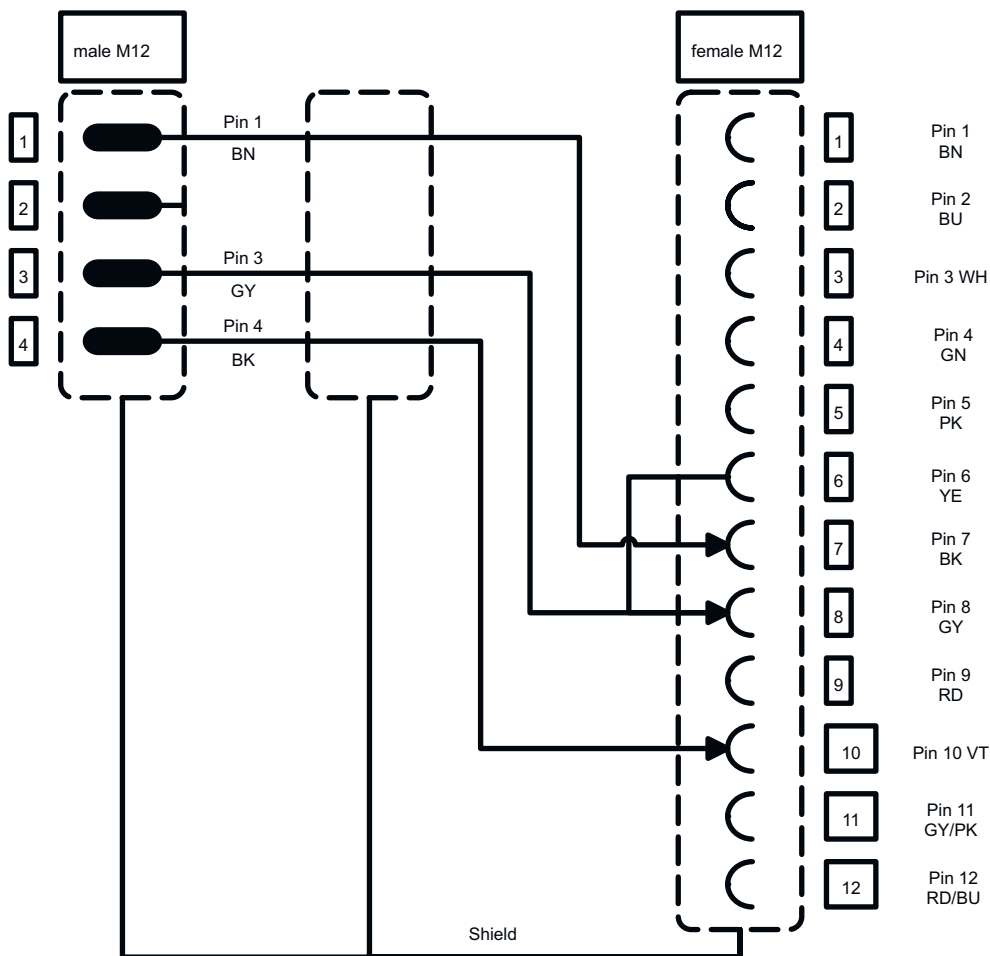 male M12
female M12
1
Pin 1
BN
1
Pin 1
BN
2
2
Pin 2
BU
3
Pin 3
GY
3
Pin 3 WH
4
Pin 4
BK
4
Pin 4
GN
5
Pin 5
PK
6
Pin 6
YE
7
Pin 7
BK
8
Pin 8
GY
9
Pin 9
RD
10
Pin 10 VT
11
Pin 11
GY/PK
12
Pin 12
RD/BU
Shield